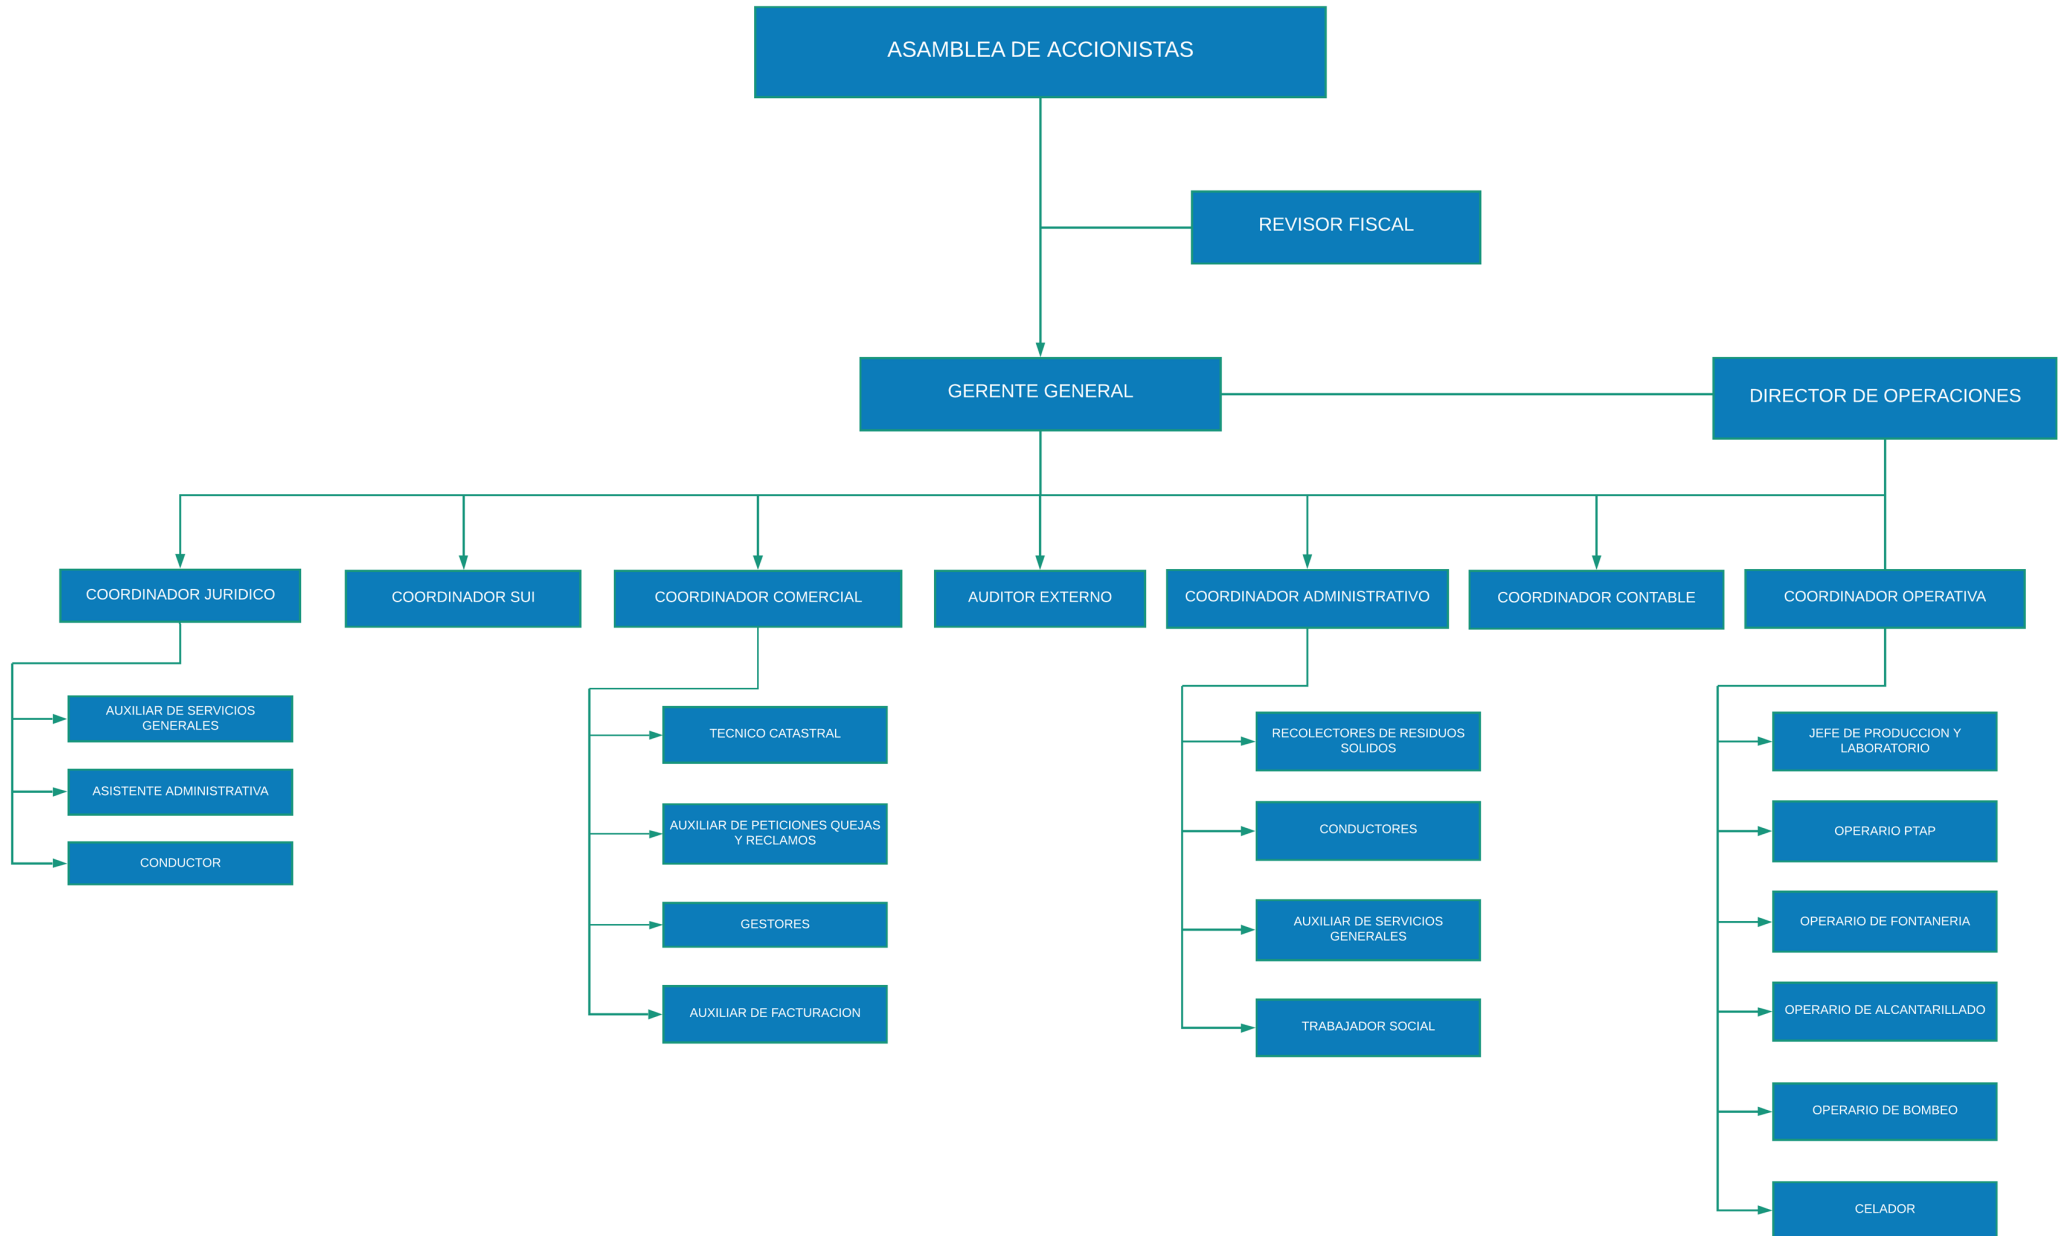 ASAMBLEA DE ACCIONISTAS
REVISOR FISCAL
GERENTE GENERAL
DIRECTOR DE OPERACIONES
COORDINADOR JURIDICO
COORDINADOR SUI
COORDINADOR COMERCIAL
AUDITOR EXTERNO
COORDINADOR ADMINISTRATIVO
COORDINADOR CONTABLE
COORDINADOR OPERATIVA
AUXILIAR DE SERVICIOS
GENERALES
ASISTENTE ADMINISTRATIVA
CONDUCTOR
TECNICO CATASTRAL
AUXILIAR DE PETICIONES QUEJAS
Y RECLAMOS
GESTORES
AUXILIAR DE FACTURACION
RECOLECTORES DE RESIDUOS
SOLIDOS
CONDUCTORES
AUXILIAR DE SERVICIOS
GENERALES
TRABAJADOR SOCIAL
JEFE DE PRODUCCION Y
LABORATORIO
OPERARIO PTAP
OPERARIO DE FONTANERIA
OPERARIO DE ALCANTARILLADO
OPERARIO DE BOMBEO
CELADOR